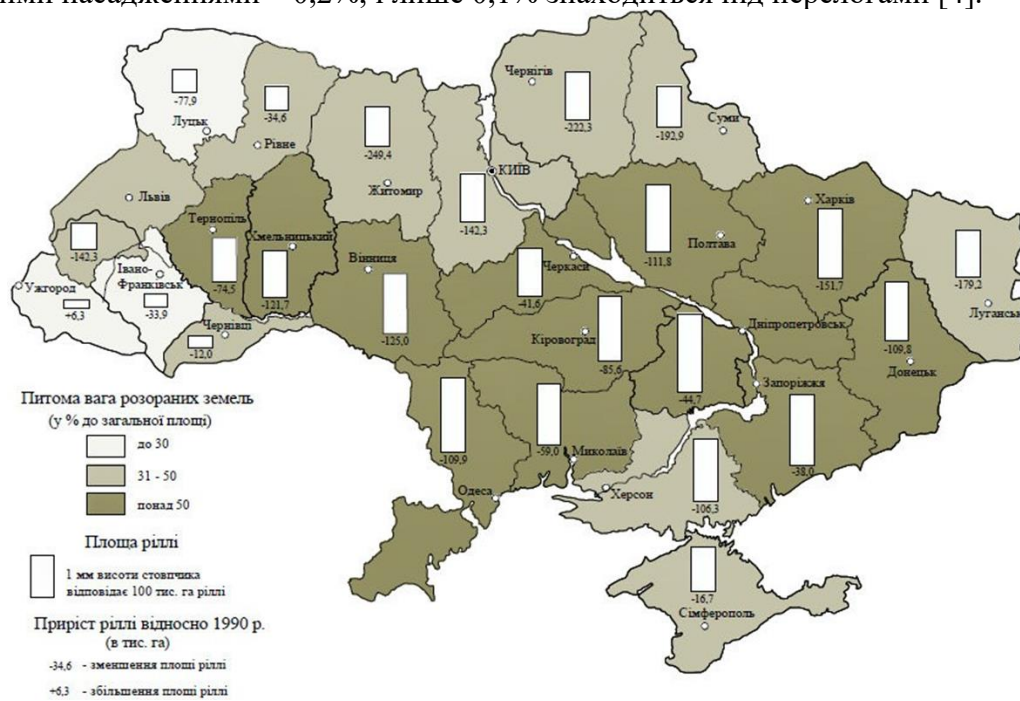 ими насадженнями – 0,2%, і лише 0,1% знаходиться під перелогами [4].
Чернігів
-222,3
-77,9
Луцьк
-34,6
Рівне
-249,4
Житомир
-192,9
Суми
КИЇВ
-142,3
Львів
-142,3
Тернопіль
-74,5
Хмельницький
-121,7
Вінниця
-125,0
Черкаси
-41,6
Полтава
-111,8
Харків
-151,7
-179,2
Луганськ
Ужгород
+6,3
Івано-
Франківськ
-33,9
Чернівці
-12,0
Кіровоград
-85,6
Дніпропетровськ
-44,7
-109,8
Донецьк
Запоріжжя
-38,0
-109,9
Одеса
-59,0
Миколаїв
Херсон
-106,3
-16,7
Сімферополь
Питома вага розораних земель
(у % до загальної площі)
до 30
31 - 50
понад 50
Площа ріллі
1 мм висоти стовпчика
відповідає 100 тис. га ріллі
Приріст ріллі відносно 1990 р.
(в тис. га)
-34,6 - зменшення площі ріллі
+6,3 - збільшення площі ріллі